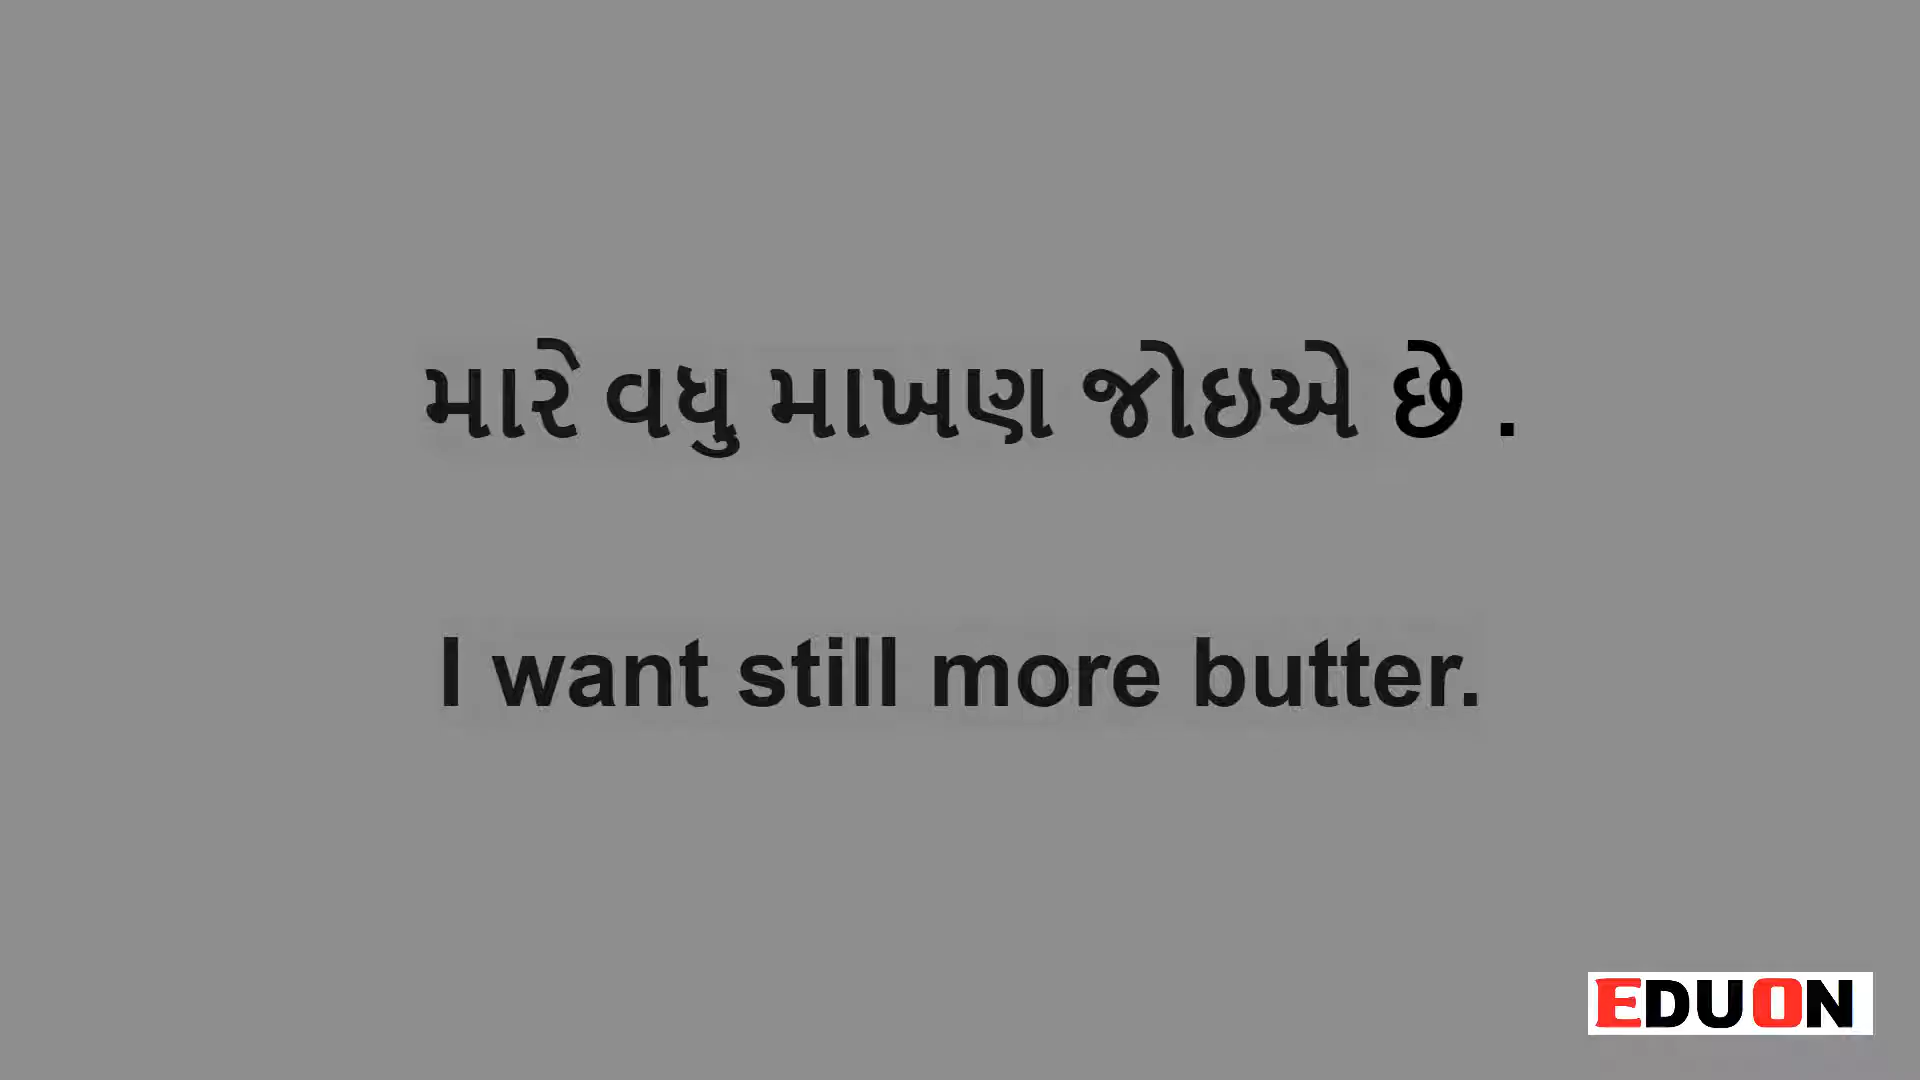 મારે વધુ માખણ જોઇએ છે .
I want still more butter.
EDUON